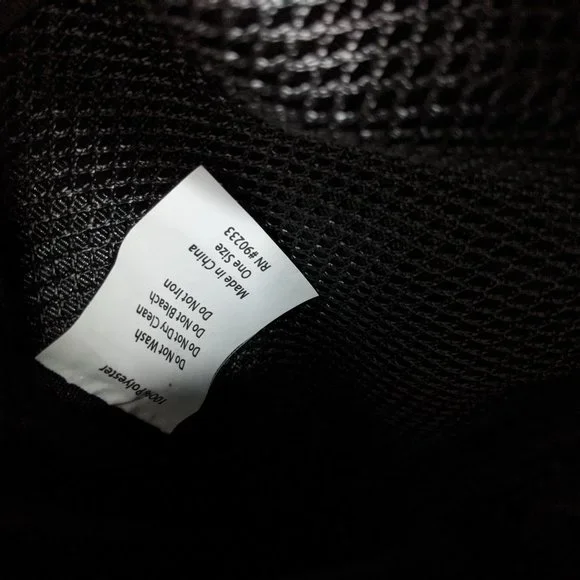 100% Polyester
Do Not Wash
Do Not Dry Clean
Do Not Bleach
Do Not Iron
Made in China
One Size
RN #90233